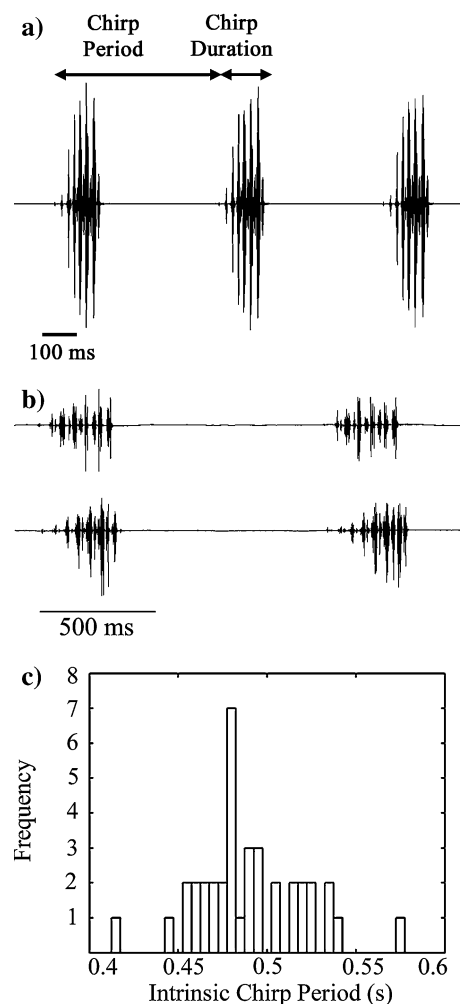 a)
Chirp Period
Chirp Duration
100 ms
b)
500 ms
c)
8
7
6
5
4
3
2
1
Frequency
0.4 0.45 0.5 0.55 0.6
Intrinsic Chirp Period (s)